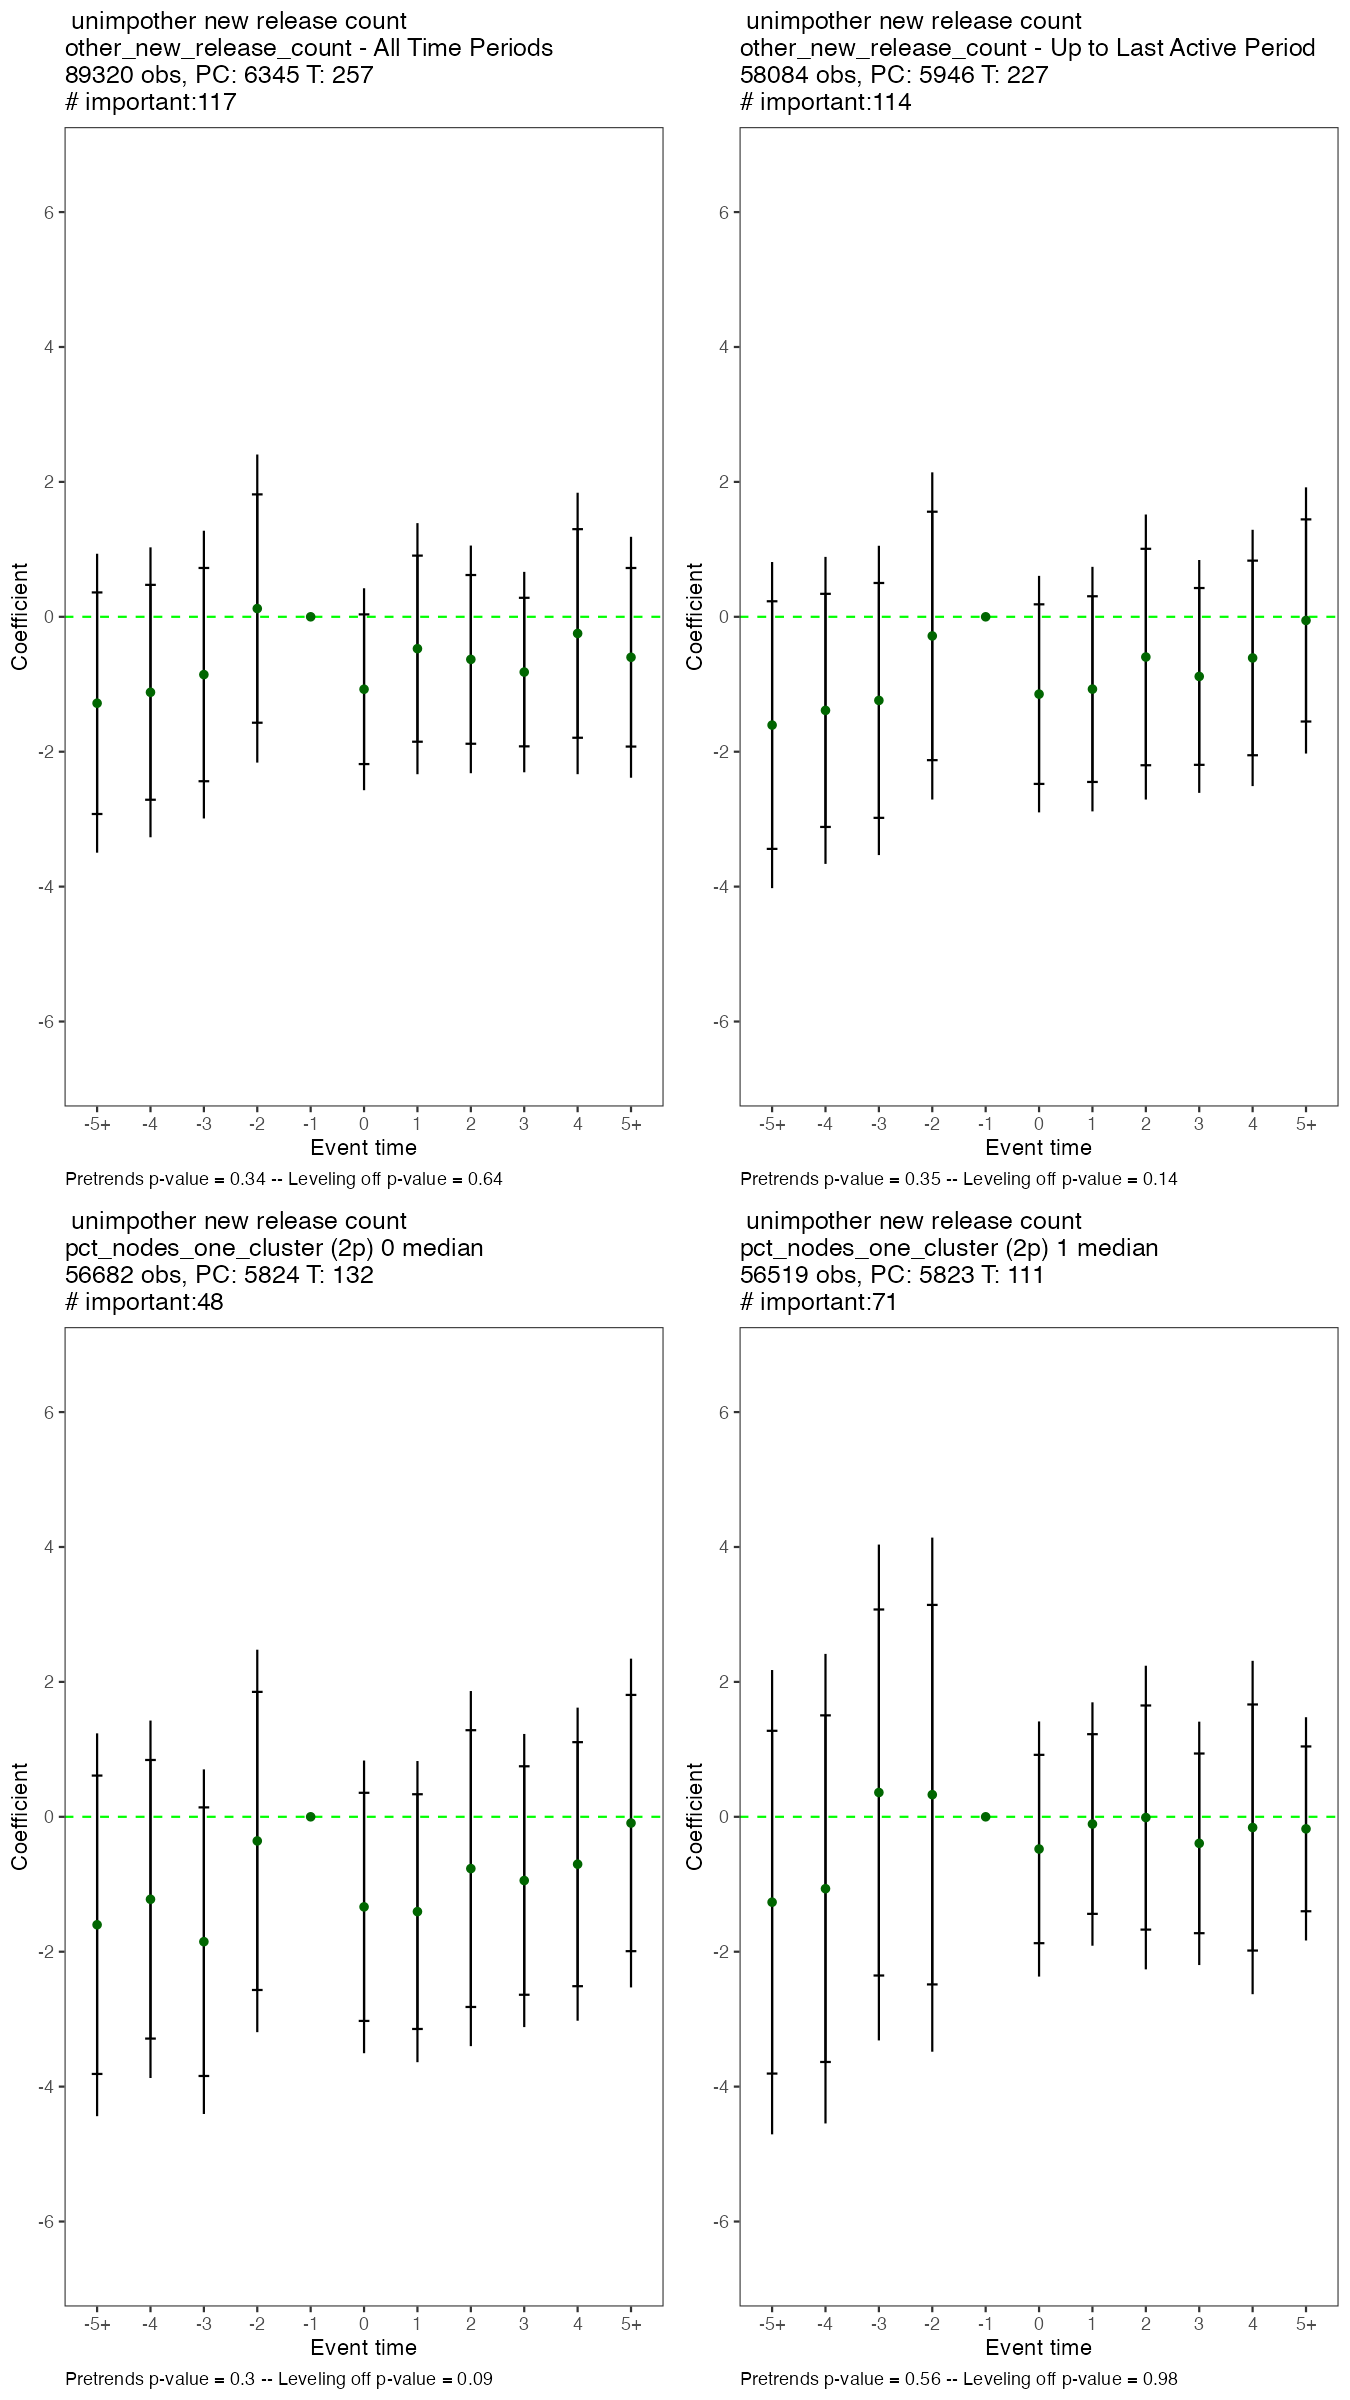 unimpother new release count
other_new_release_count - All Time Periods
89320 obs, PC: 6345 T: 257
# important:117
6
4
2
0
-2
-4
-6
Coefficient
-5+ -4 -3 -2 -1 0 1 2 3 4 5+
Event time
Pretrends p-value = 0.34 -- Leveling off p-value = 0.64
unimpother new release count
other_new_release_count - Up to Last Active Period
58084 obs, PC: 5946 T: 227
# important:114
6
4
2
0
-2
-4
-6
Coefficient
-5+ -4 -3 -2 -1 0 1 2 3 4 5+
Event time
Pretrends p-value = 0.35 -- Leveling off p-value = 0.14
unimpother new release count
pct_nodes_one_cluster (2p) 0 median
56682 obs, PC: 5824 T: 132
# important:48
6
4
2
0
-2
-4
-6
Coefficient
-5+ -4 -3 -2 -1 0 1 2 3 4 5+
Event time
Pretrends p-value = 0.3 -- Leveling off p-value = 0.09
unimpother new release count
pct_nodes_one_cluster (2p) 1 median
56519 obs, PC: 5823 T: 111
# important:71
6
4
2
0
-2
-4
-6
Coefficient
-5+ -4 -3 -2 -1 0 1 2 3 4 5+
Event time
Pretrends p-value = 0.56 -- Leveling off p-value = 0.98